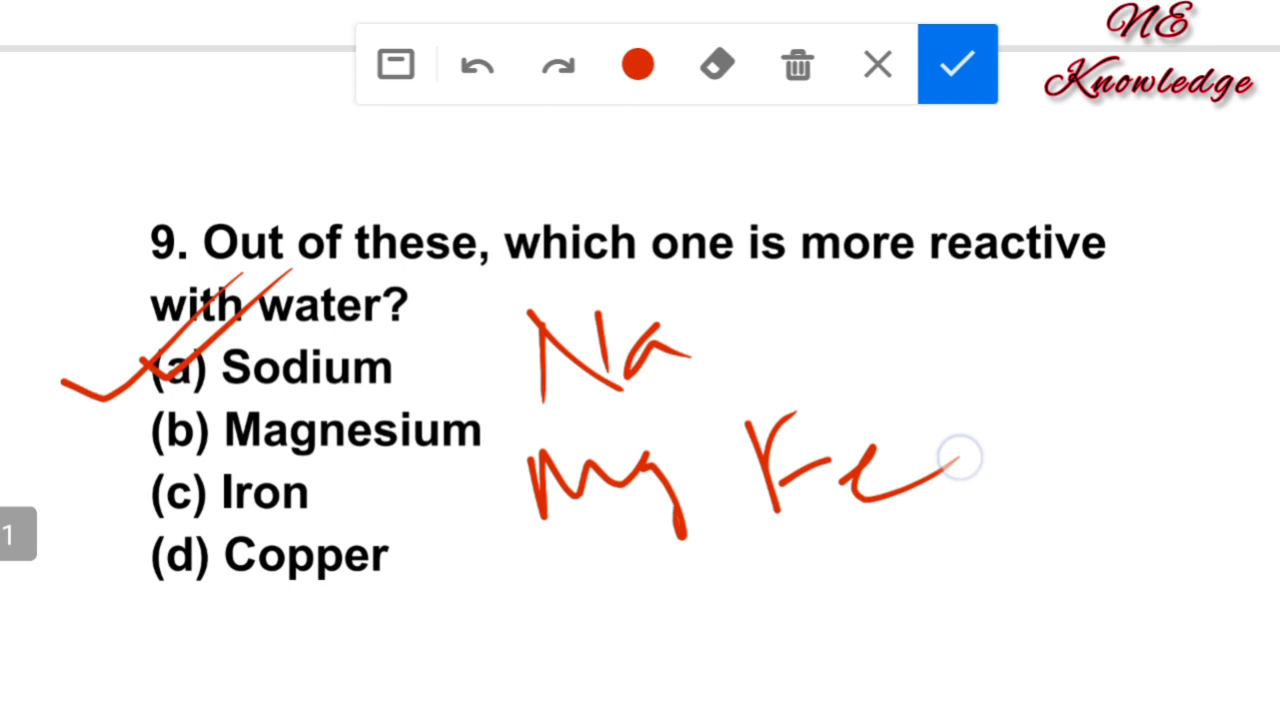 NE
Knowledge
9. Out of these, which one is more reactive
with water?
(a) Sodium
Na
(b) Magnesium
Mg Fe
(c) Iron
(d) Copper
1